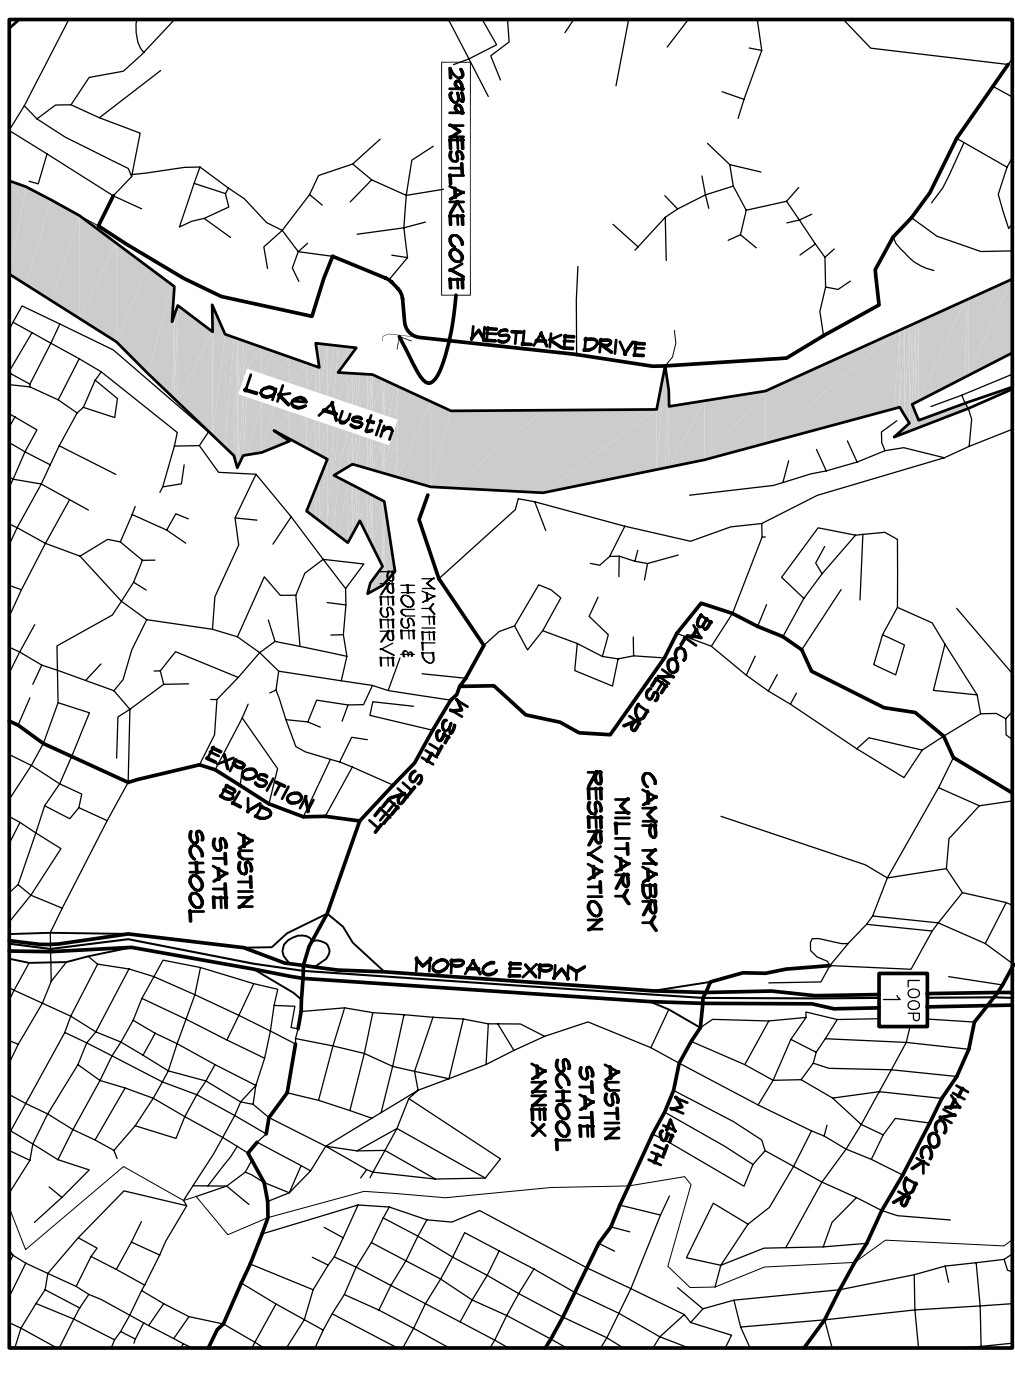 2939 WESTLAKE COVE
WESTLAKE DRIVE
Lake Austin
MAYFIELD
HOUSE &
PRESERVE
BALCONES DR
W 35TH STREET
EXPOSITION
BLVD
CAMP MABRY
MILITARY
RESERVATION
AUSTIN
STATE
SCHOOL
MOPAC EXPWY
LOOP
1
AUSTIN
STATE
SCHOOL
ANNEX
W 45TH
HANCOCK DR